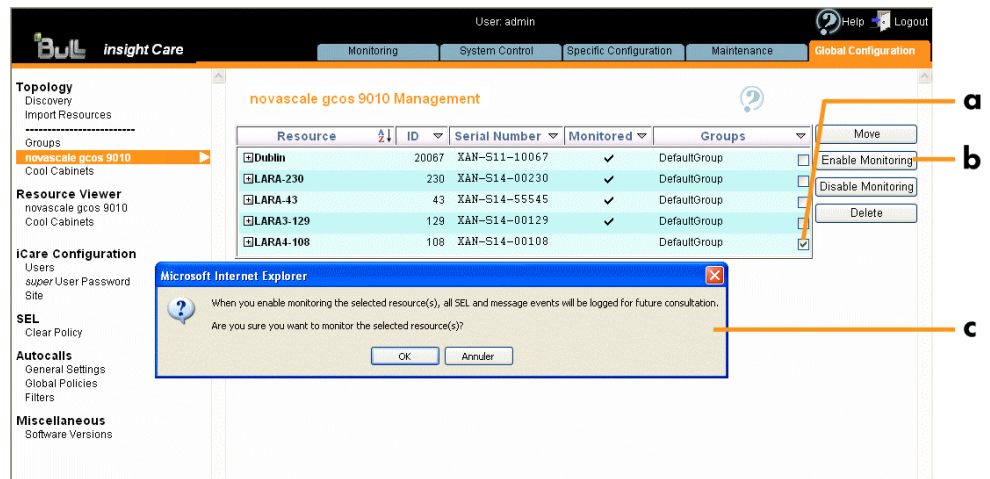 User: admin
Help
Logout
Bull
insight Care
Monitoring
System Control
Specific Configuration
Maintenance
Global Configuration
Topology
Discovery
Import Resources
-------------------------
Groups
novascale gcos 9010
Cool Cabinets
Resource Viewer
novascale gcos 9010
Cool Cabinets
iCare Configuration
Users
super User Password
Site
SEL
Clear Policy
Autocalls
General Settings
Global Policies
Filters
Miscellaneous
Software Versions
novascale gcos 9010 Management
?
Resource AZ ID Serial Number Monitored Groups
Dublin 20067 XAN-S11-10067 ✓ DefaultGroup
LARA-230 230 XAN-S14-00230 ✓ DefaultGroup
LARA-43 43 XAN-S14-55545 ✓ DefaultGroup
LARA3-129 129 XAN-S14-00129 ✓ DefaultGroup
LARA4-108 108 XAN-S14-00108 DefaultGroup
Move
Enable Monitoring
Disable Monitoring
Delete
a
b
Microsoft Internet Explorer
When you enable monitoring the selected resource(s), all SEL and message events will be logged for future consultation.
Are you sure you want to monitor the selected resource(s)?
OK
Annuler
c